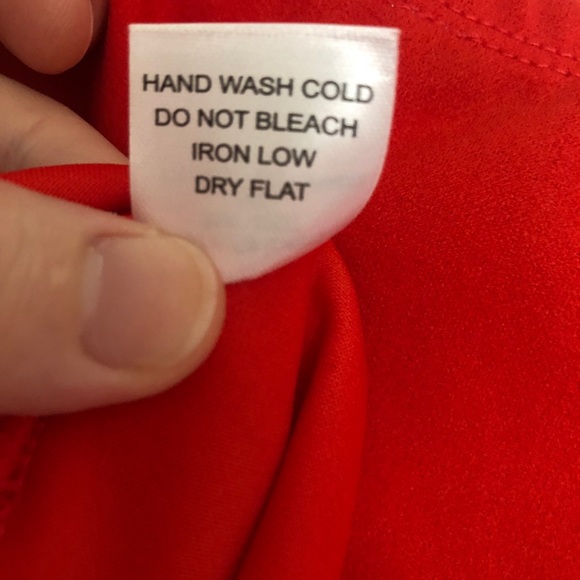 HAND WASH COLD
DO NOT BLEACH
IRON LOW
DRY FLAT